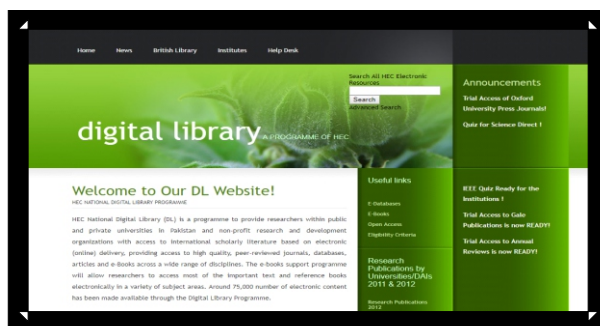 Home News British Library Institutes Help Desk
Search All HEC Electronic
Resources
Search
Advanced Search
digital library
A PROGRAMME OF HEC
Announcements
Trial Access of Oxford
University Press Journals!
Quiz for Science Direct !
Welcome to Our DL Website!
HEC NATIONAL DIGITAL LIBRARY PROGRAMME
HEC National Digital Library (DL) is a programme to provide researchers within public
and private universities in Pakistan and non-profit research and development
organizations with access to international scholarly literature based on electronic
(online) delivery, providing access to high quality, peer-reviewed journals, databases,
articles and e-Books across a wide range of disciplines. The e-books support programme
will allow researchers to access most of the important text and reference books
electronically in a variety of subject areas. Around 75,000 number of electronic content
has been made available through the Digital Library Programme.
Useful links
E-Databases
E-Books
Open Access
Eligibility Criteria
Research
Publications by
Universities/DAIs
2011 & 2012
Research Publications
2012
IEEE Quiz Ready for the
Institutions !
Trial Access to Gale
Publications is now READY!
Trial Access to Annual
Reviews is now READY!